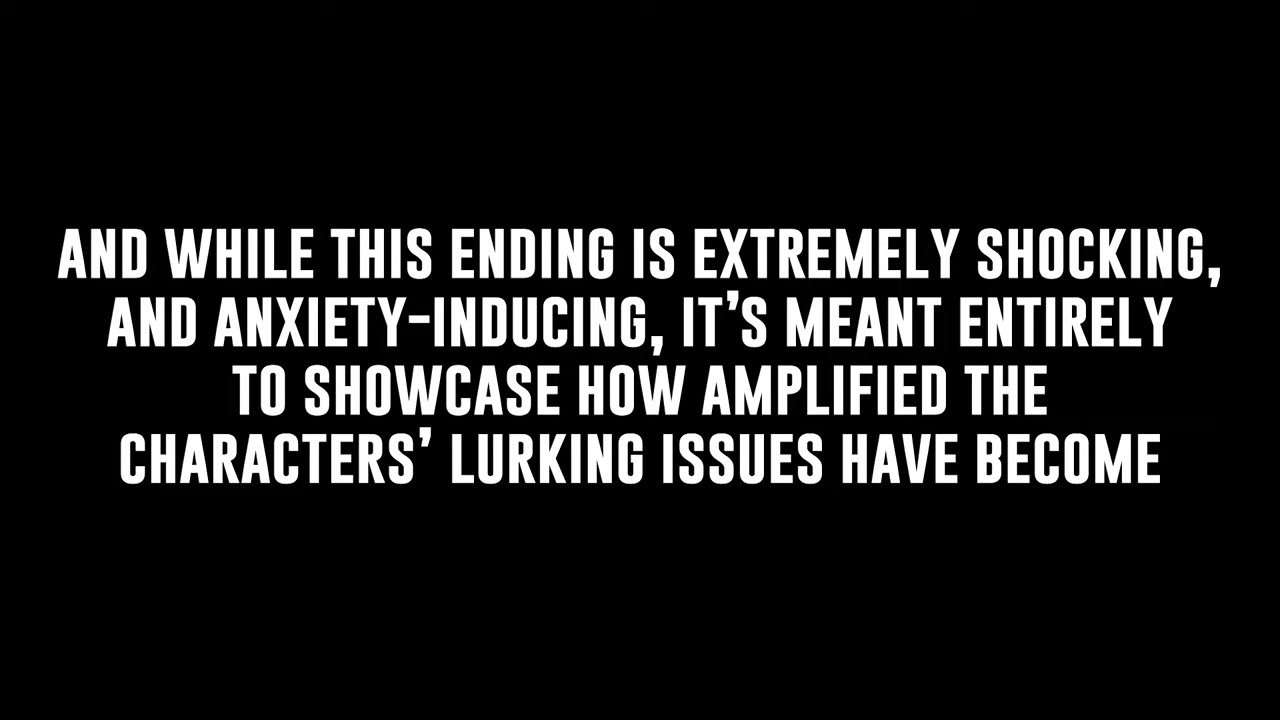 AND WHILE THIS ENDING IS EXTREMELY SHOCKING,
AND ANXIETY-INDUCING, IT’S MEANT ENTIRELY
TO SHOWCASE HOW AMPLIFIED THE
CHARACTERS’ LURKING ISSUES HAVE BECOME